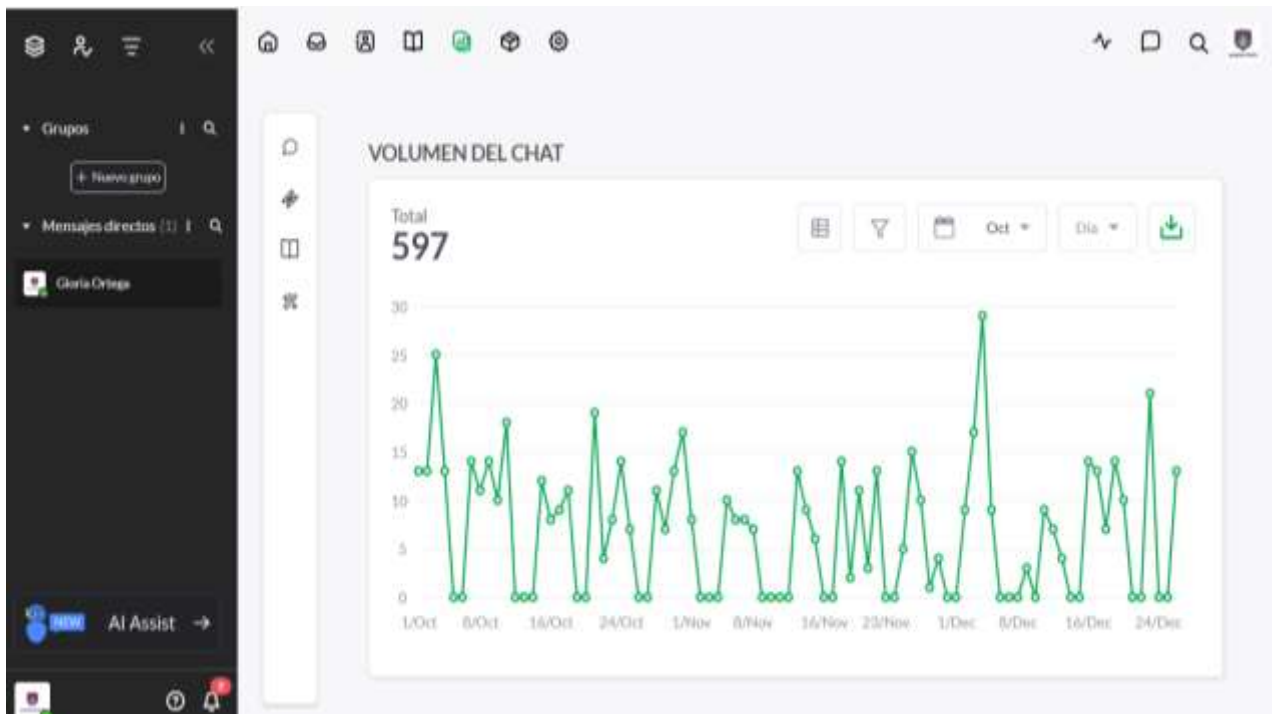 Grupos
+ Nuevo grupo
Mensajes directos (1)
Gloria Ortega
NEW AI Assist →
VOLUMEN DEL CHAT
Total
597
Oct
Día
30
25
20
15
10
5
0
1/Oct 8/Oct 16/Oct 24/Oct 1/Nov 8/Nov 16/Nov 23/Nov 1/Dec 8/Dec 16/Dec 24/Dec